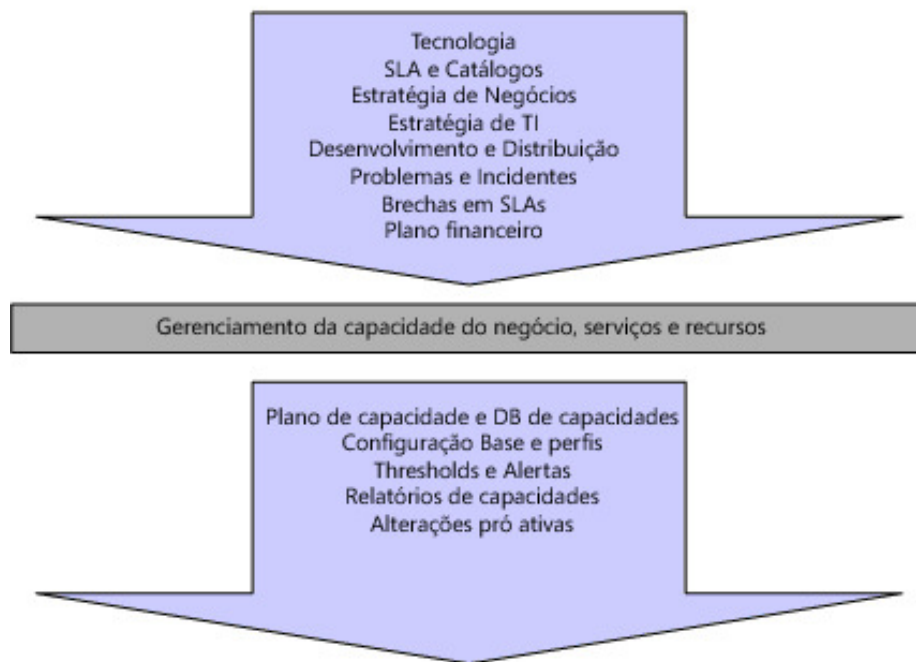 Tecnologia
SLA e Catálogos
Estratégia de Negócios
Estratégia de TI
Desenvolvimento e Distribuição
Problemas e Incidentes
Brechas em SLAs
Plano financeiro
Gerenciamento da capacidade do negócio, serviços e recursos
Plano de capacidade e DB de capacidades
Configuração Base e perfis
Thresholds e Alertas
Relatórios de capacidades
Alterações pró ativas